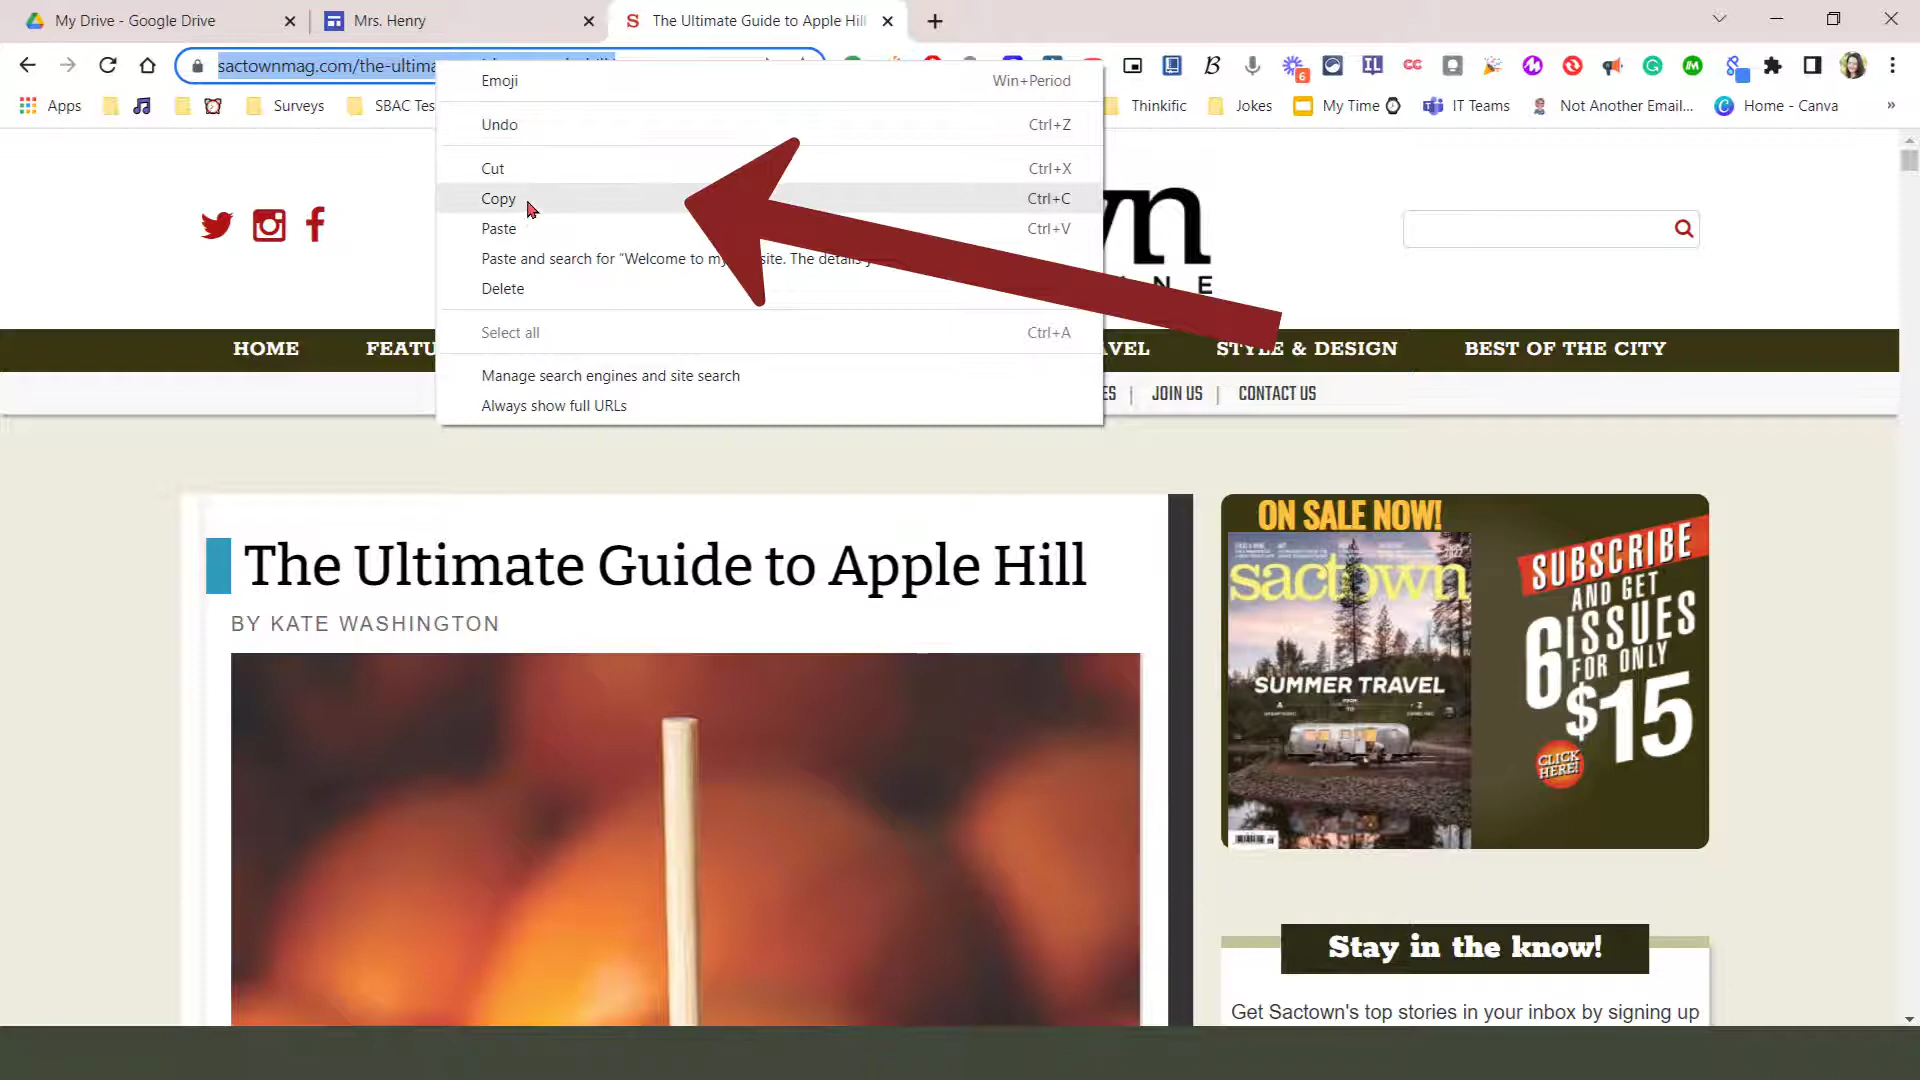 My Drive - Google Drive
Mrs. Henry
S The Ultimate Guide to Apple Hill
sactownmag.com/the-ultima
6
Apps
Surveys
SBAC Tes
Thinkific
Jokes
My Time
IT Teams
Not Another Email...
Home - Canva
Emoji Win+Period
Undo Ctrl+Z
Cut Ctrl+X
Copy Ctrl+C
Paste Ctrl+V
Paste and search for “Welcome to my site. The details
Delete
Select all Ctrl+A
Manage search engines and site search
Always show full URLs
wn
N E
HOME
FEATU
AVEL
STYLE & DESIGN
BEST OF THE CITY
ES | JOIN US | CONTACT US
The Ultimate Guide to Apple Hill
BY KATE WASHINGTON
ON SALE NOW!
sactown
SUMMER TRAVEL
FROM
A TO Z
SUBSCRIBE
AND GET
6 ISSUES
FOR ONLY
$15
CLICK
HERE!
Stay in the know!
Get Sactown's top stories in your inbox by signing up